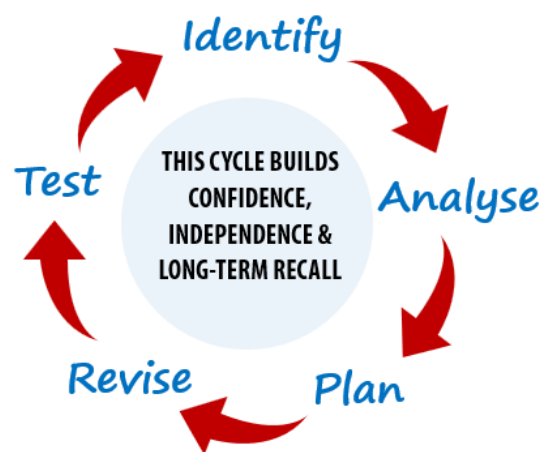 Identify
Analyse
Plan
Revise
Test
THIS CYCLE BUILDS
CONFIDENCE,
INDEPENDENCE &
LONG-TERM RECALL